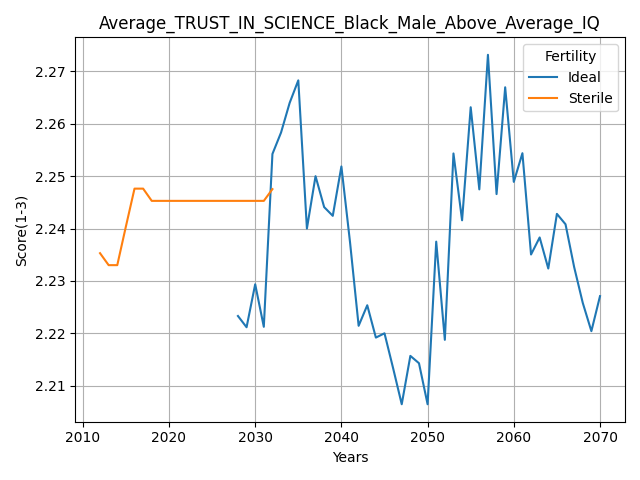 Average_TRUST_IN_SCIENCE_Black_Male_Above_Average_IQ
Fertility
Ideal
Sterile
Score(1-3)
2.27
2.26
2.25
2.24
2.23
2.22
2.21
2010 2020 2030 2040 2050 2060 2070
Years